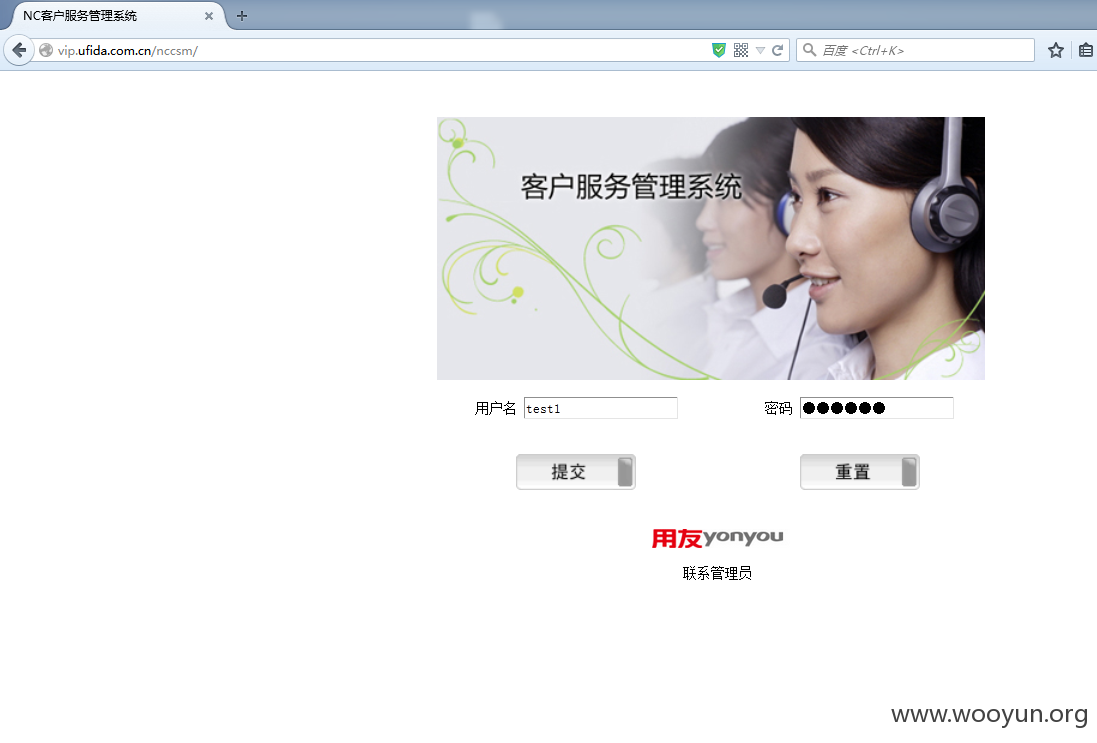 NC客户服务管理系统
vip.ufida.com.cn/nccsm/
百度 <Ctrl+K>
客户服务管理系统
用户名 test1 密码 ●●●●●●
提交 重置
用友yonyou
联系管理员
www.wooyun.org